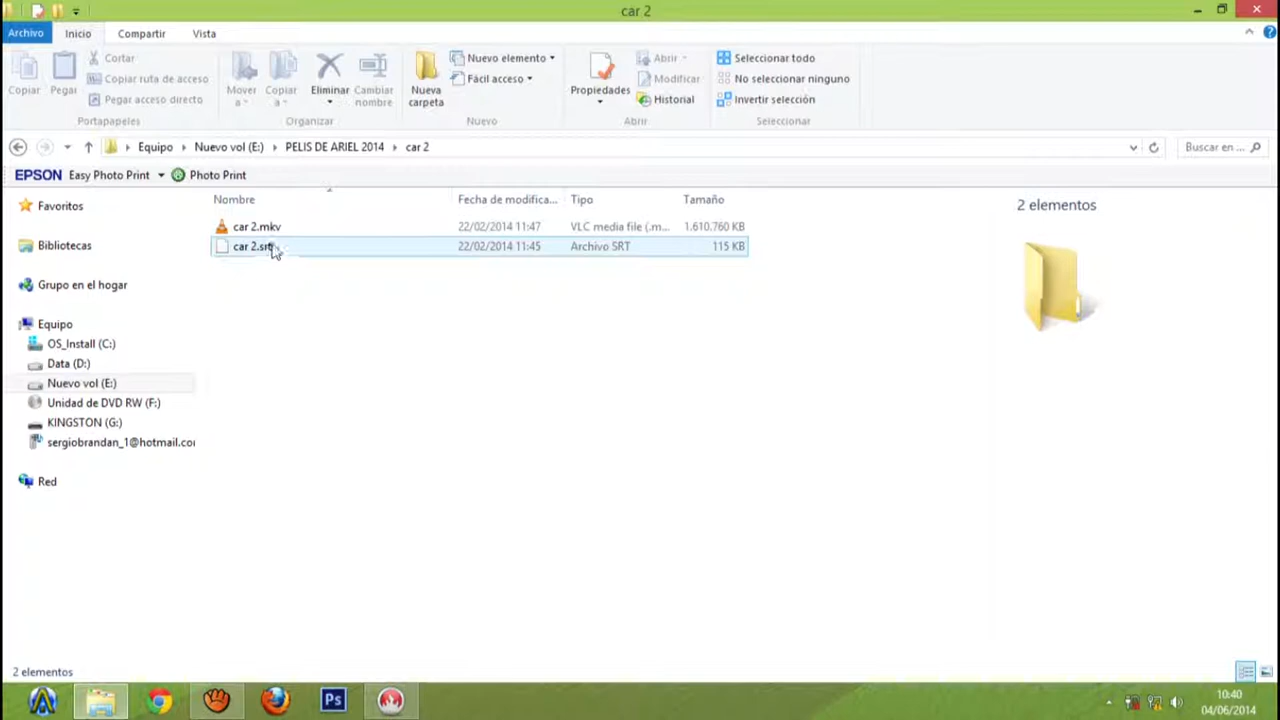 car 2
Archivo Inicio Compartir Vista
Copiar
Pegar
Cortar
Copiar ruta de acceso
Pegar acceso directo
Portapapeles
Mover a
Copiar a
Eliminar
Cambiar nombre
Organizar
Nueva carpeta
Nuevo elemento
Fácil acceso
Nuevo
Propiedades
Abrir
Modificar
Historial
Abrir
Seleccionar todo
No seleccionar ninguno
Invertir selección
Seleccionar
Equipo Nuevo vol (E:) PELIS DE ARIEL 2014 car 2
Buscar en ...
EPSON Easy Photo Print Photo Print
Nombre Fecha de modifica... Tipo Tamaño
car 2.mkv 22/02/2014 11:47 VLC media file (.m... 1.610.760 KB
car 2.srt 22/02/2014 11:45 Archivo SRT 115 KB
2 elementos
Favoritos
Bibliotecas
Grupo en el hogar
Equipo
OS_Install (C:)
Data (D:)
Nuevo vol (E:)
Unidad de DVD RW (F:)
KINGSTON (G:)
sergiobrandan_1@hotmail.co
Red
2 elementos
Ps
10:40
04/06/2014